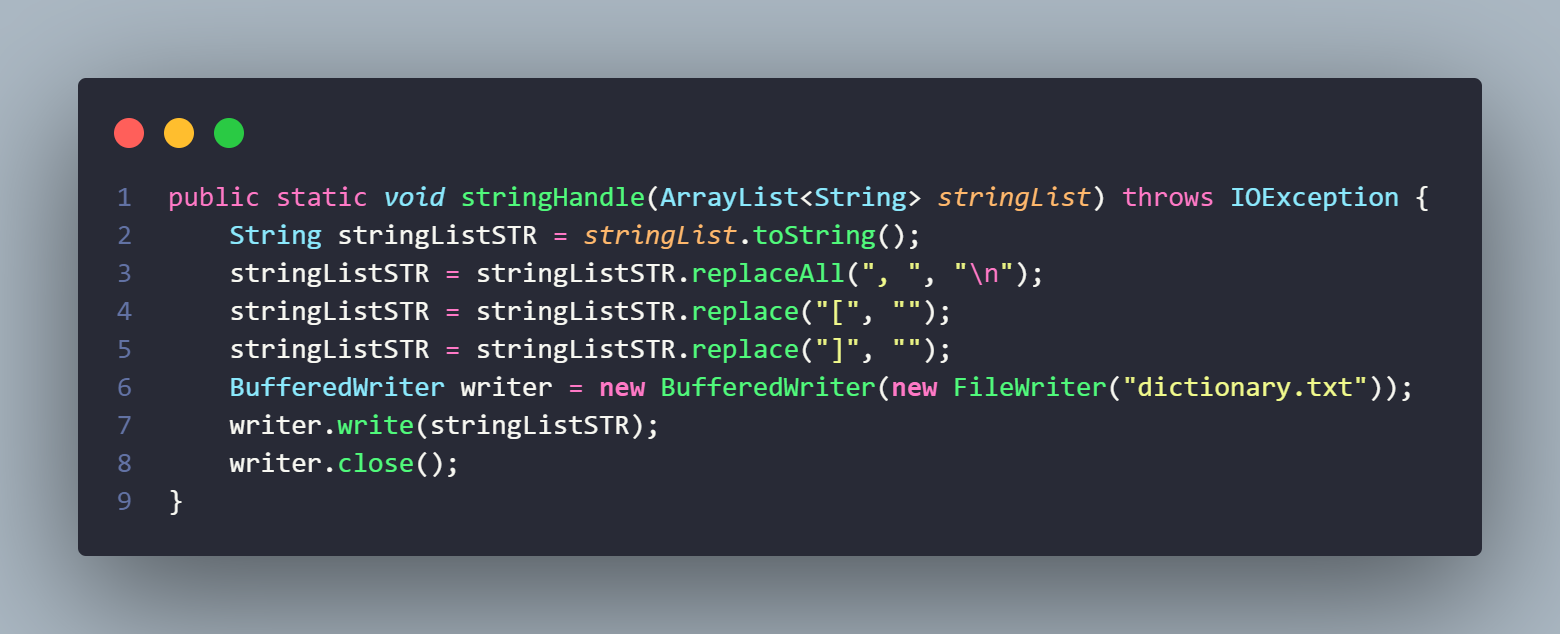 1 public static void stringHandle(ArrayList<String> stringList) throws IOException {
2     String stringListSTR = stringList.toString();
3     stringListSTR = stringListSTR.replaceAll(", ", "\n");
4     stringListSTR = stringListSTR.replace("[", "");
5     stringListSTR = stringListSTR.replace("]", "");
6     BufferedWriter writer = new BufferedWriter(new FileWriter("dictionary.txt"));
7     writer.write(stringListSTR);
8     writer.close();
9 }